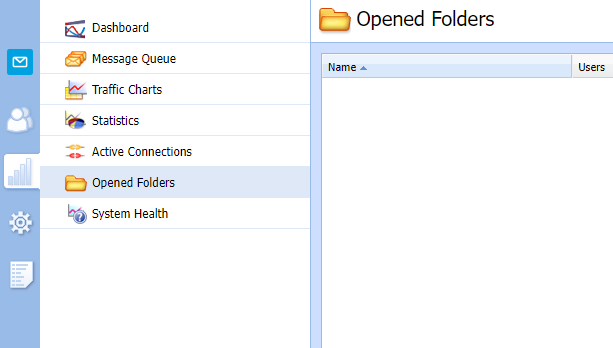 Dashboard
Message Queue
Traffic Charts
Statistics
Active Connections
Opened Folders
System Health
Opened Folders
Name Users